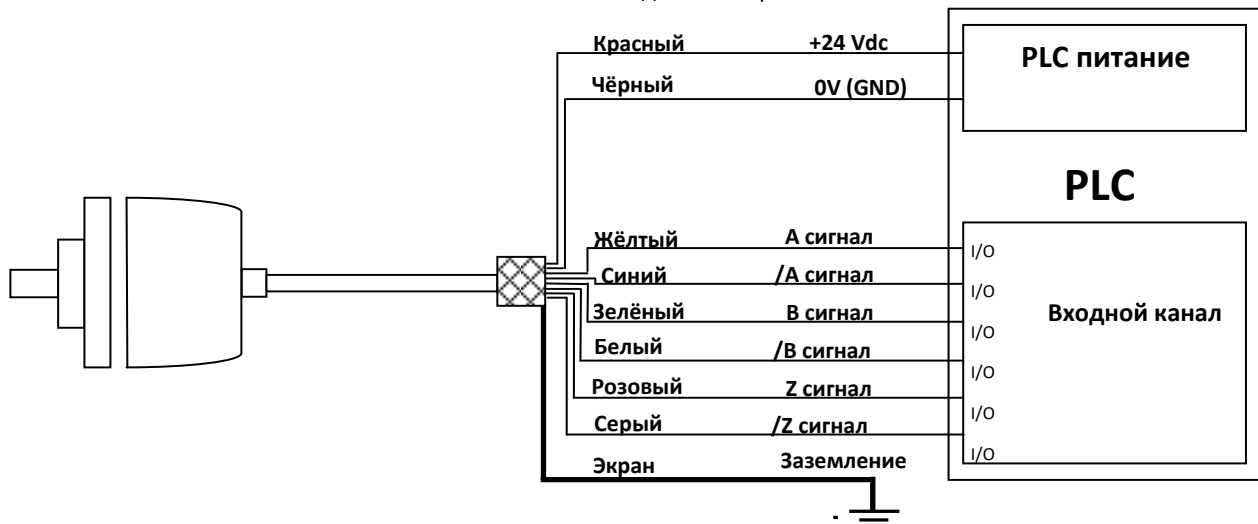 Красный +24 Vdc
PLC питание
Чёрный 0V (GND)
PLC
Жёлтый А сигнал
I/O
Синий /А сигнал
I/O
Зелёный В сигнал
Входной канал
I/O
Белый /В сигнал
I/O
Розовый Z сигнал
I/O
Серый /Z сигнал
I/O
Экран Заземление